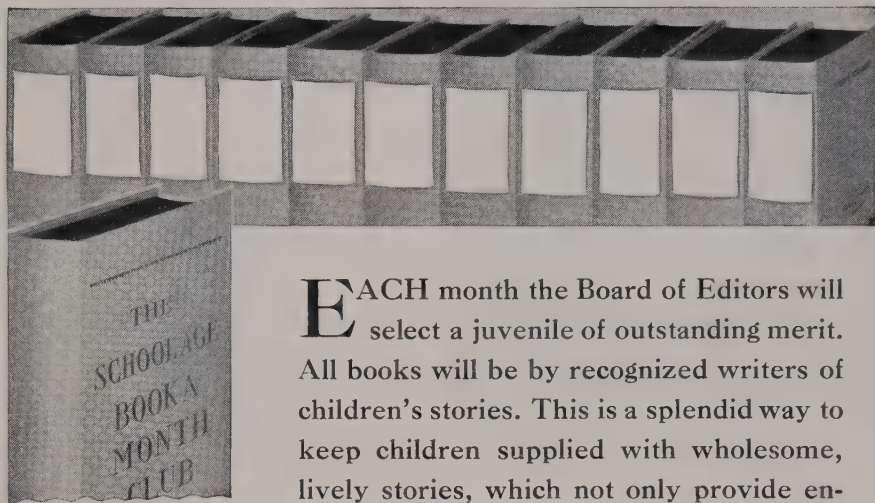 THE
SCHOOL AGE
BOOK A
MONTH
CLUB
EACH month the Board of Editors will
select a juvenile of outstanding merit.
All books will be by recognized writers of
children's stories. This is a splendid way to
keep children supplied with wholesome,
lively stories, which not only provide en-